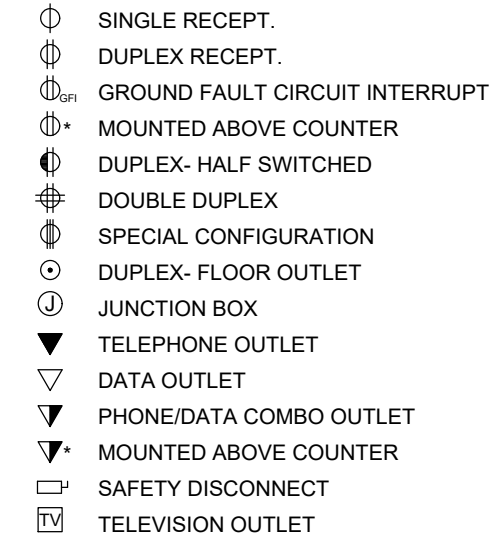 SINGLE RECEPT.
DUPLEX RECEPT.
GFI GROUND FAULT CIRCUIT INTERRUPT
* MOUNTED ABOVE COUNTER
DUPLEX- HALF SWITCHED
DOUBLE DUPLEX
SPECIAL CONFIGURATION
DUPLEX- FLOOR OUTLET
J JUNCTION BOX
TELEPHONE OUTLET
DATA OUTLET
PHONE/DATA COMBO OUTLET
* MOUNTED ABOVE COUNTER
SAFETY DISCONNECT
TV TELEVISION OUTLET